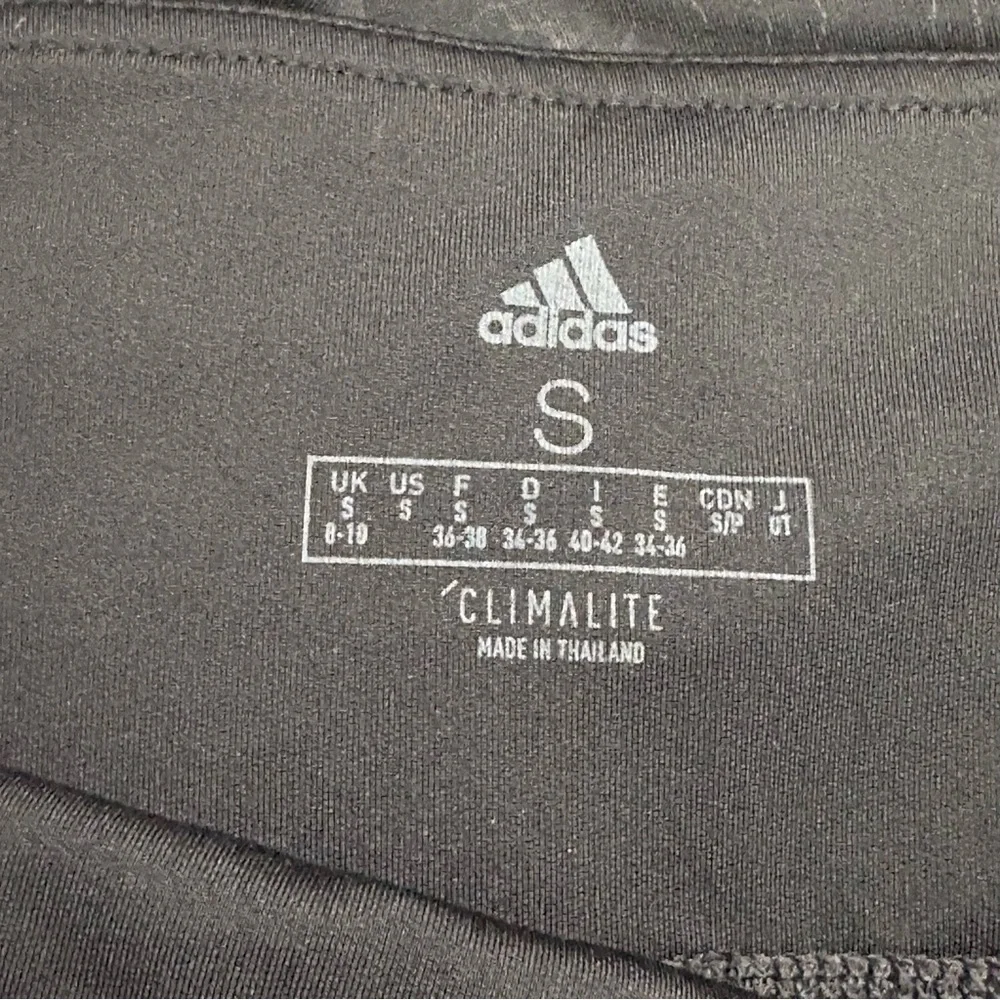 adidas
S
UK US F D I E CDN J
S S S S S S S/P OT
8-10 36-38 34-36 40-42 34-36
CLIMALITE
MADE IN THAILAND